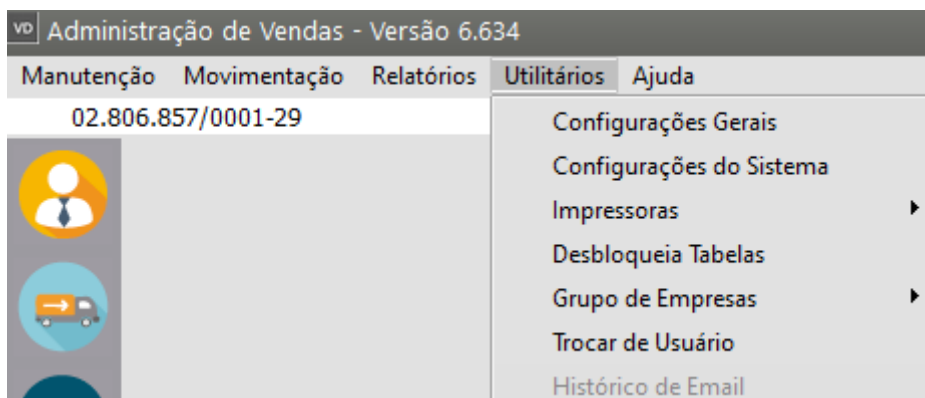 VD Administração de Vendas - Versão 6.634
Manutenção Movimentação Relatórios Utilitários Ajuda
02.806.857/0001-29
Configurações Gerais
Configurações do Sistema
Impressoras
Desbloqueia Tabelas
Grupo de Empresas
Trocar de Usuário
Histórico de Email